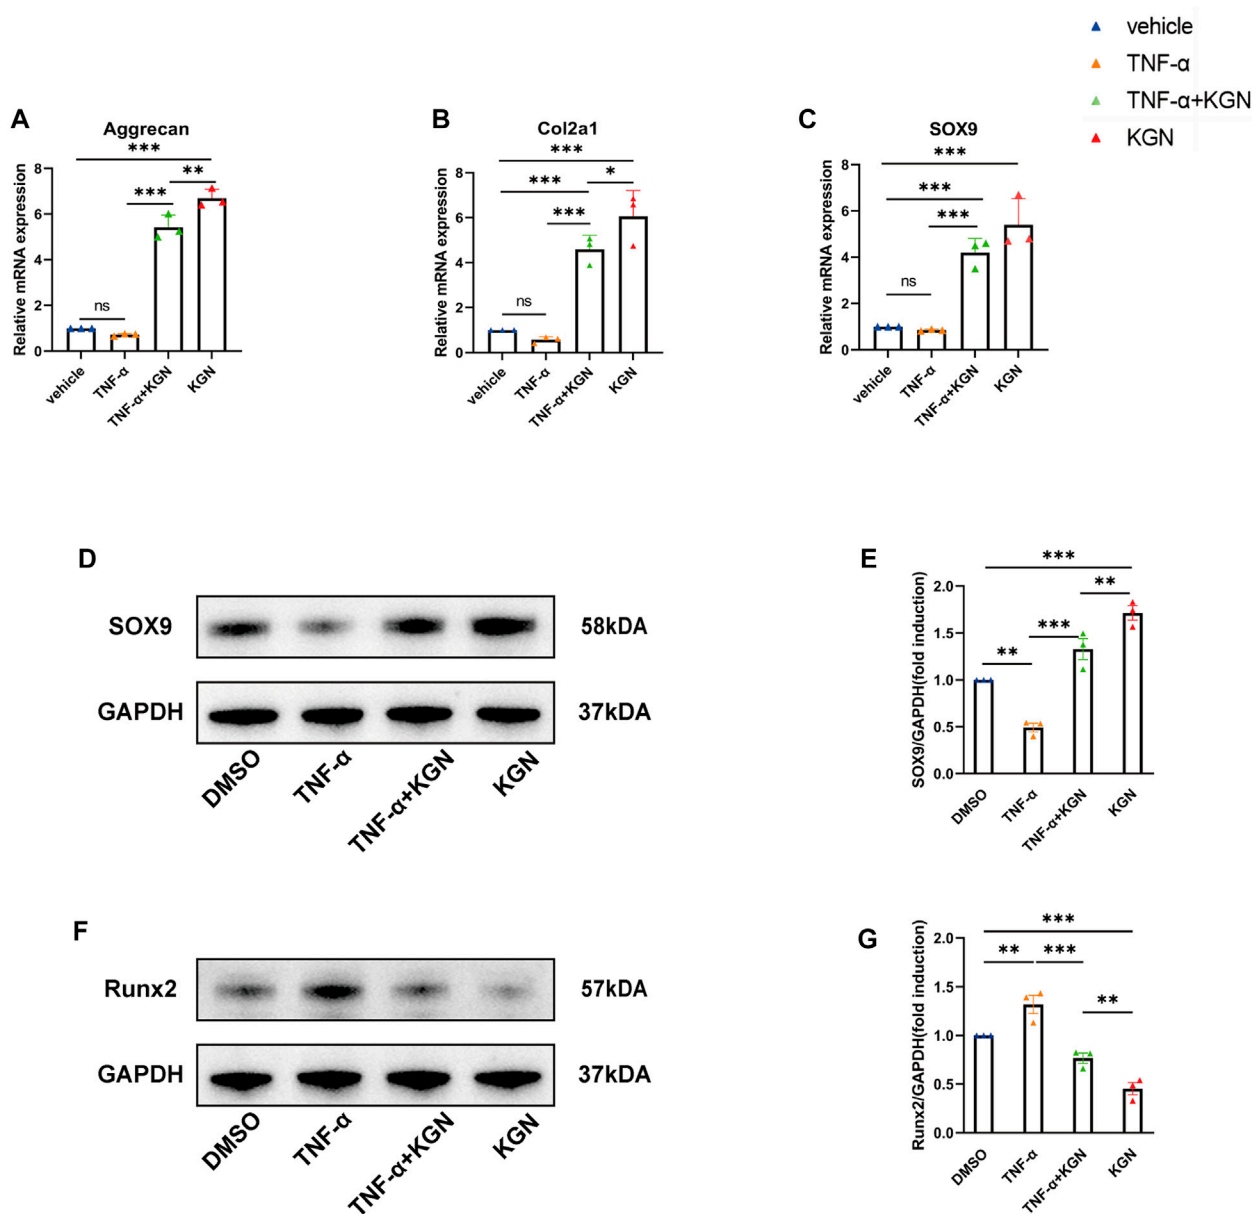 vehicle
TNF-α
TNF-α+KGN
KGN
A
Aggrecan
Relative mRNA expression
8
6
4
2
0
***
**
***
ns
vehicle
TNF-α
TNF-α+KGN
KGN
B
Col2a1
Relative mRNA expression
8
6
4
2
0
***
*
***
***
ns
vehicle
TNF-α
TNF-α+KGN
KGN
C
SOX9
Relative mRNA expression
8
6
4
2
0
***
***
***
ns
vehicle
TNF-α
TNF-α+KGN
KGN
D
SOX9
58kDA
GAPDH
37kDA
DMSO
TNF-α
TNF-α+KGN
KGN
E
SOX9/GAPDH(fold induction)
2.0
1.5
1.0
0.5
0.0
***
**
***
**
DMSO
TNF-α
TNF-α+KGN
KGN
F
Runx2
57kDA
GAPDH
37kDA
DMSO
TNF-α
TNF-α+KGN
KGN
G
Runx2/GAPDH(fold induction)
2.0
1.5
1.0
0.5
0.0
***
**
***
**
DMSO
TNF-α
TNF-α+KGN
KGN